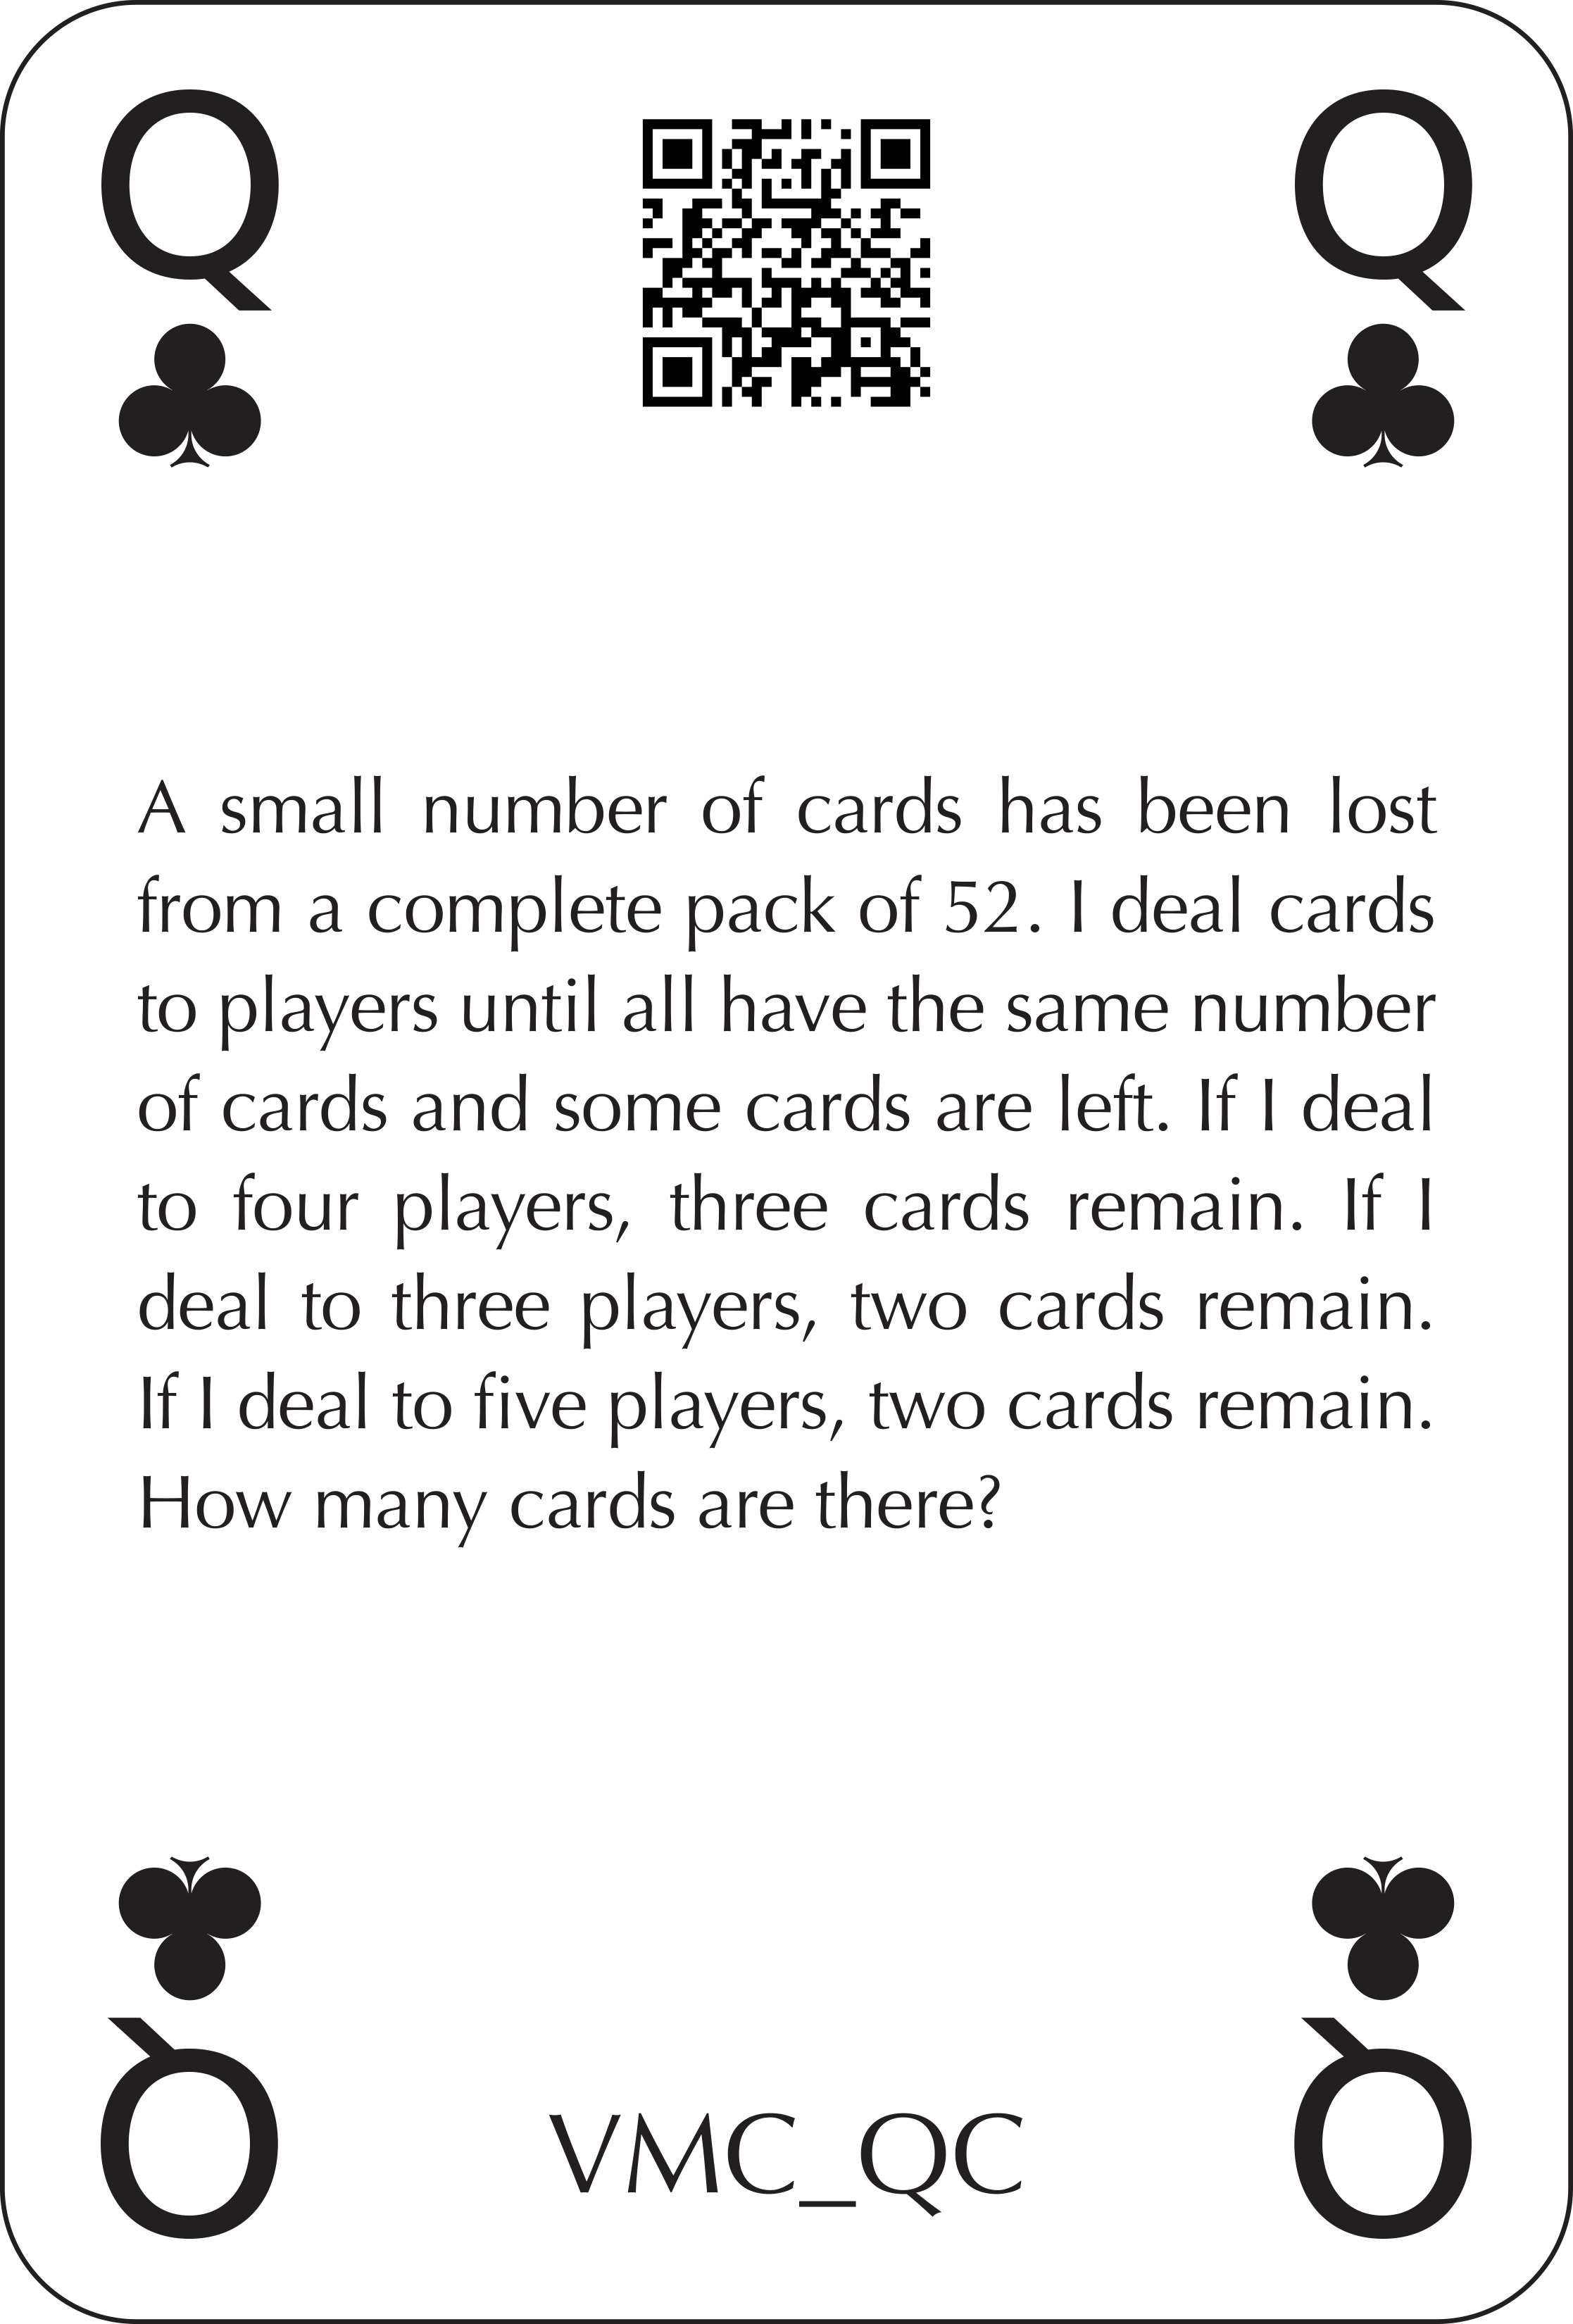 Q Q
A small number of cards has been lost
from a complete pack of 52. I deal cards
to players until all have the same number
of cards and some cards are left. If I deal
to four players, three cards remain. If I
deal to three players, two cards remain.
If I deal to five players, two cards remain.
How many cards are there?
Q VMC_QC Q